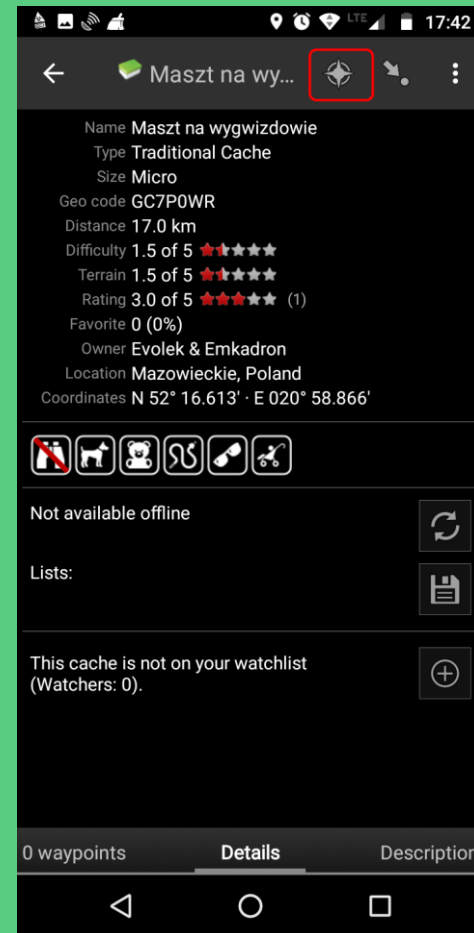 LTE 17:42
Maszt na wy...
Name Maszt na wygwizdowie
Type Traditional Cache
Size Micro
Geo code GC7P0WR
Distance 17.0 km
Difficulty 1.5 of 5
Terrain 1.5 of 5
Rating 3.0 of 5 (1)
Favorite 0 (0%)
Owner Evolek & Emkadron
Location Mazowieckie, Poland
Coordinates N 52° 16.613' · E 020° 58.866'
Not available offline
Lists:
This cache is not on your watchlist
(Watchers: 0).
0 waypoints Details Description